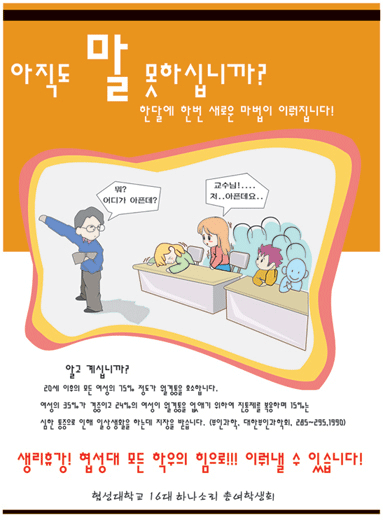 아직도 말 못하십니까?
한달에 한번 새로운 마법이 이뤄집니다!
뭐?
어디가 아픈데?
교수님!....
저..아픈데요..
알고 계십니까?
20세 이후의 모든 여성의 75% 정도가 월경통을 호소합니다.
여성의 35%가 경증이고 24%의 여성이 월경통을 없애기 위하여 진통제를 복용하며 15%는
심한 통증으로 인해 일상생활을 하는데 지장을 받습니다. (부인과학, 대한부인과학회, 285~295,1990)
생리휴강! 협성대 모든 학우의 힘으로!!! 이뤄낼 수 있습니다!
협성대학교 16대 하나소리 총여학생회